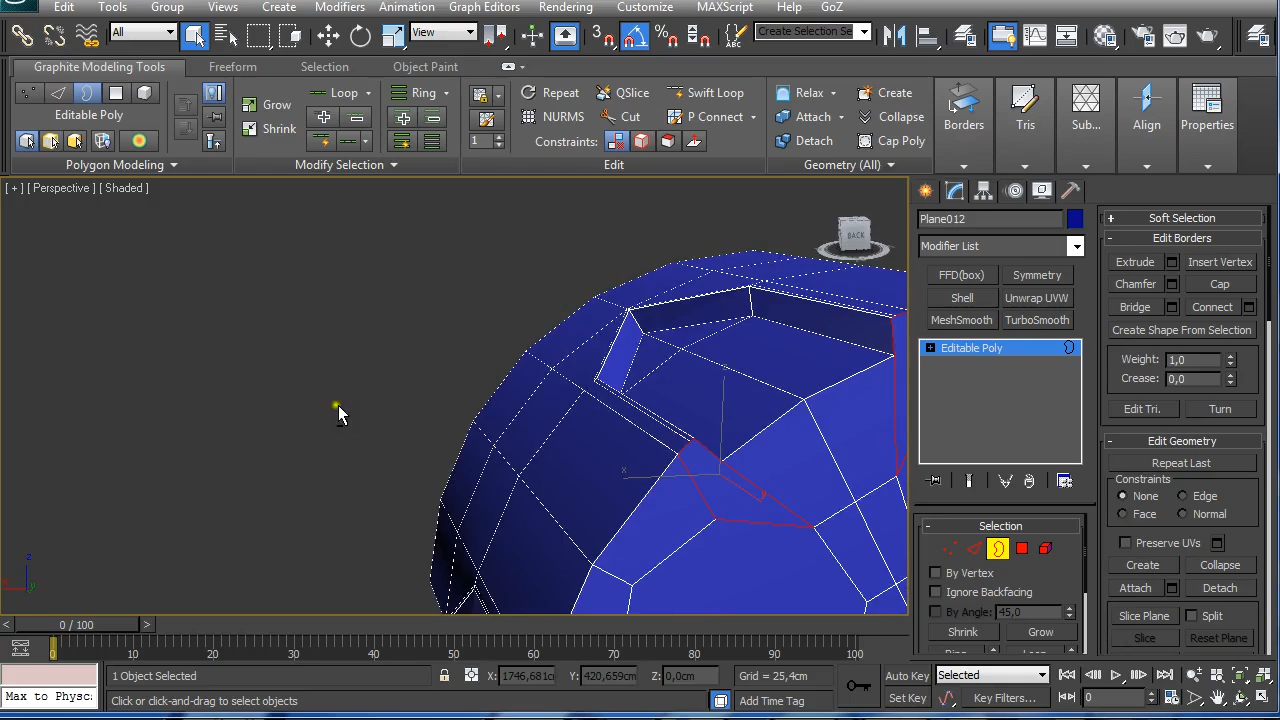 Edit Tools Group Views Create Modifiers Animation Graph Editors Rendering Customize MAXScript Help GoZ
All View 3 Create Selection Se
Graphite Modeling Tools Freeform Selection Object Paint
Loop Ring Repeat QSlice Swift Loop Relax Create
Grow NURMS Cut P Connect Attach Collapse
Editable Poly Borders Tris Sub... Align Properties
Shrink 1 Constraints: Detach Cap Poly
Polygon Modeling Modify Selection Edit Geometry (All)
[ + ] [ Perspective ] [ Shaded ]
BACK
x
z
x
y
Plane012
Modifier List
FFD(box) Symmetry
Shell Unwrap UVW
MeshSmooth TurboSmooth
Editable Poly
Selection
By Vertex
Ignore Backfacing
By Angle: 45,0
Shrink Grow
Ring Loop
Soft Selection
Edit Borders
Extrude Insert Vertex
Chamfer Cap
Bridge Connect
Create Shape From Selection
Weight: 1,0
Crease: 0,0
Edit Tri. Turn
Edit Geometry
Repeat Last
Constraints
None Edge
Face Normal
Preserve UVs
Create Collapse
Attach Detach
Slice Plane Split
Slice Reset Plane
< 0 / 100 >
0 10 20 30 40 50 60 70 80 90 100
1 Object Selected X: 1746,681c Y: 420,659cm Z: 0,0cm Grid = 25,4cm Auto Key Selected
Max to Physc Click or click-and-drag to select objects Add Time Tag Set Key Key Filters... 0